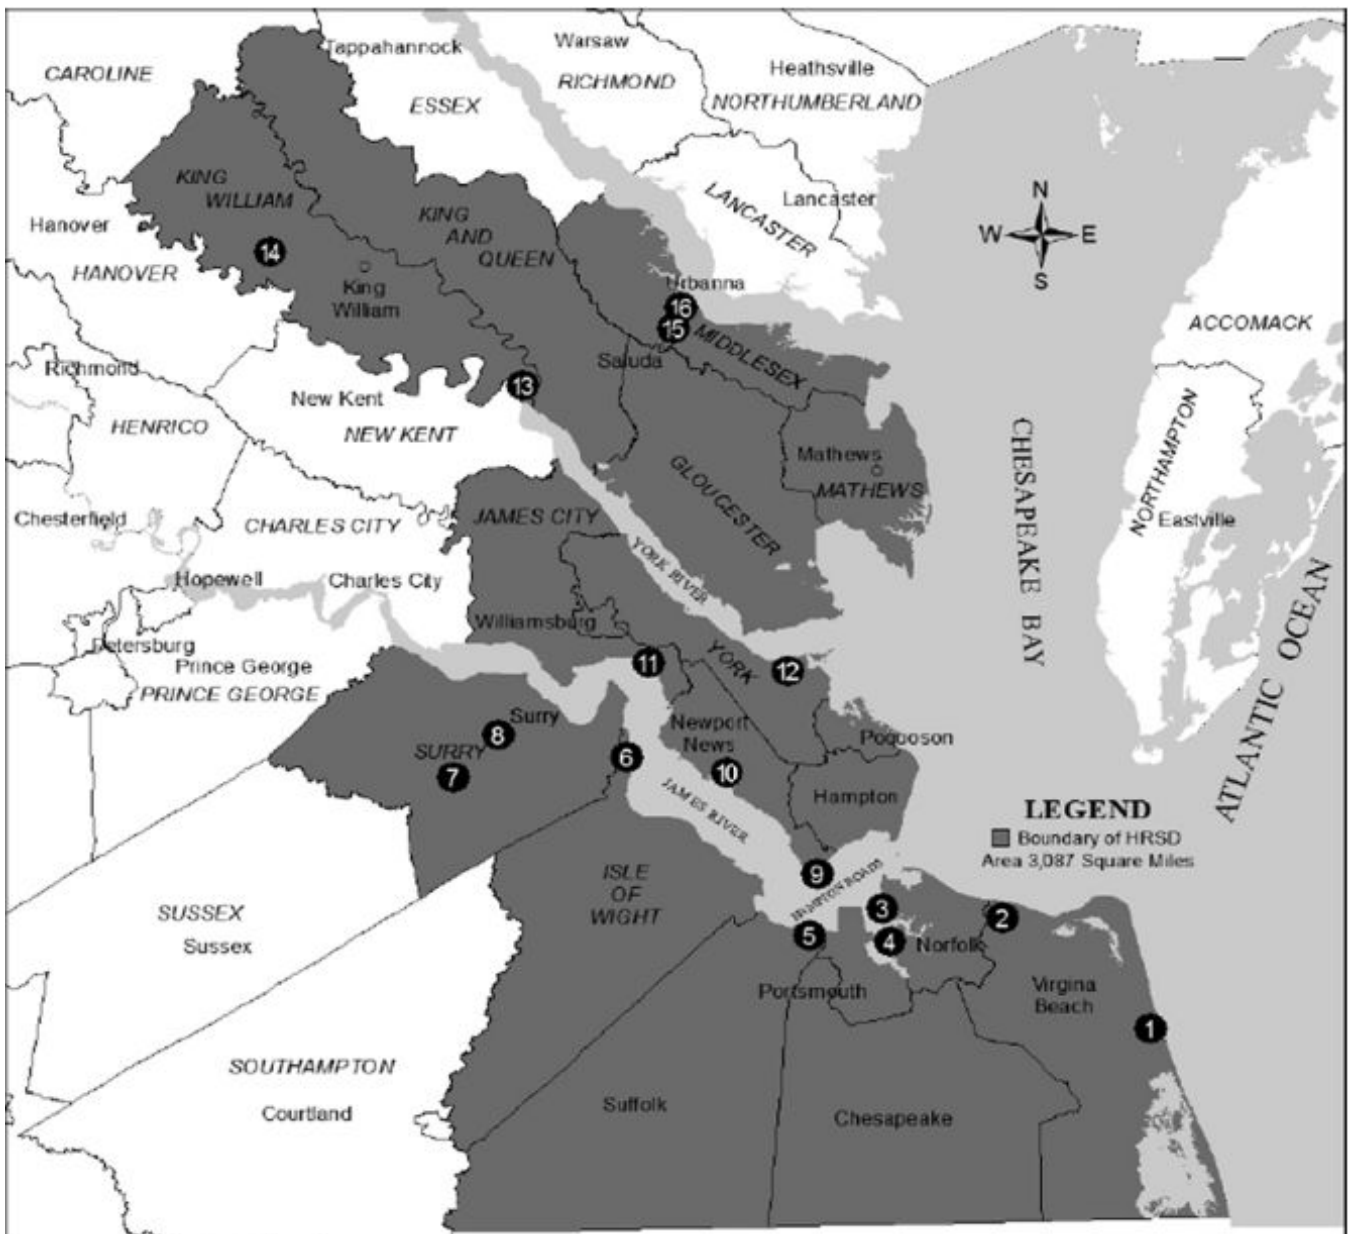 Tappahannock
Warsaw
CAROLINE
RICHMOND
Heathsville
ESSEX
NORTHUMBERLAND
KING
WILLIAM
LANCASTER
Lancaster
N
W E
S
KING
AND
QUEEN
Hanover
HANOVER
14
King
William
Urbanna
16
15
MIDDLESEX
ACCOMACK
Richmond
Saluda
13
New Kent
NEW KENT
HENRICO
NORTHAMPTON
CHESAPEAKE BAY
Mathews
MATHEWS
GLOUCESTER
Chesterfield
CHARLES CITY
JAMES CITY
Eastville
YORK RIVER
Hopewell
Charles City
Williamsburg
Petersburg
Prince George
PRINCE GEORGE
11
YORK
12
ATLANTIC OCEAN
Surry
8
SURRY
7
6
Newport
News
10
Poquoson
JAMES RIVER
Hampton
LEGEND
Boundary of HRSD
Area 3,087 Square Miles
9
HAMPTON ROADS
ISLE
OF
WIGHT
SUSSEX
Sussex
3
2
5
4
Norfolk
Portsmouth
Virgina
Beach
1
SOUTHAMPTON
Courtland
Suffolk
Chesapeake